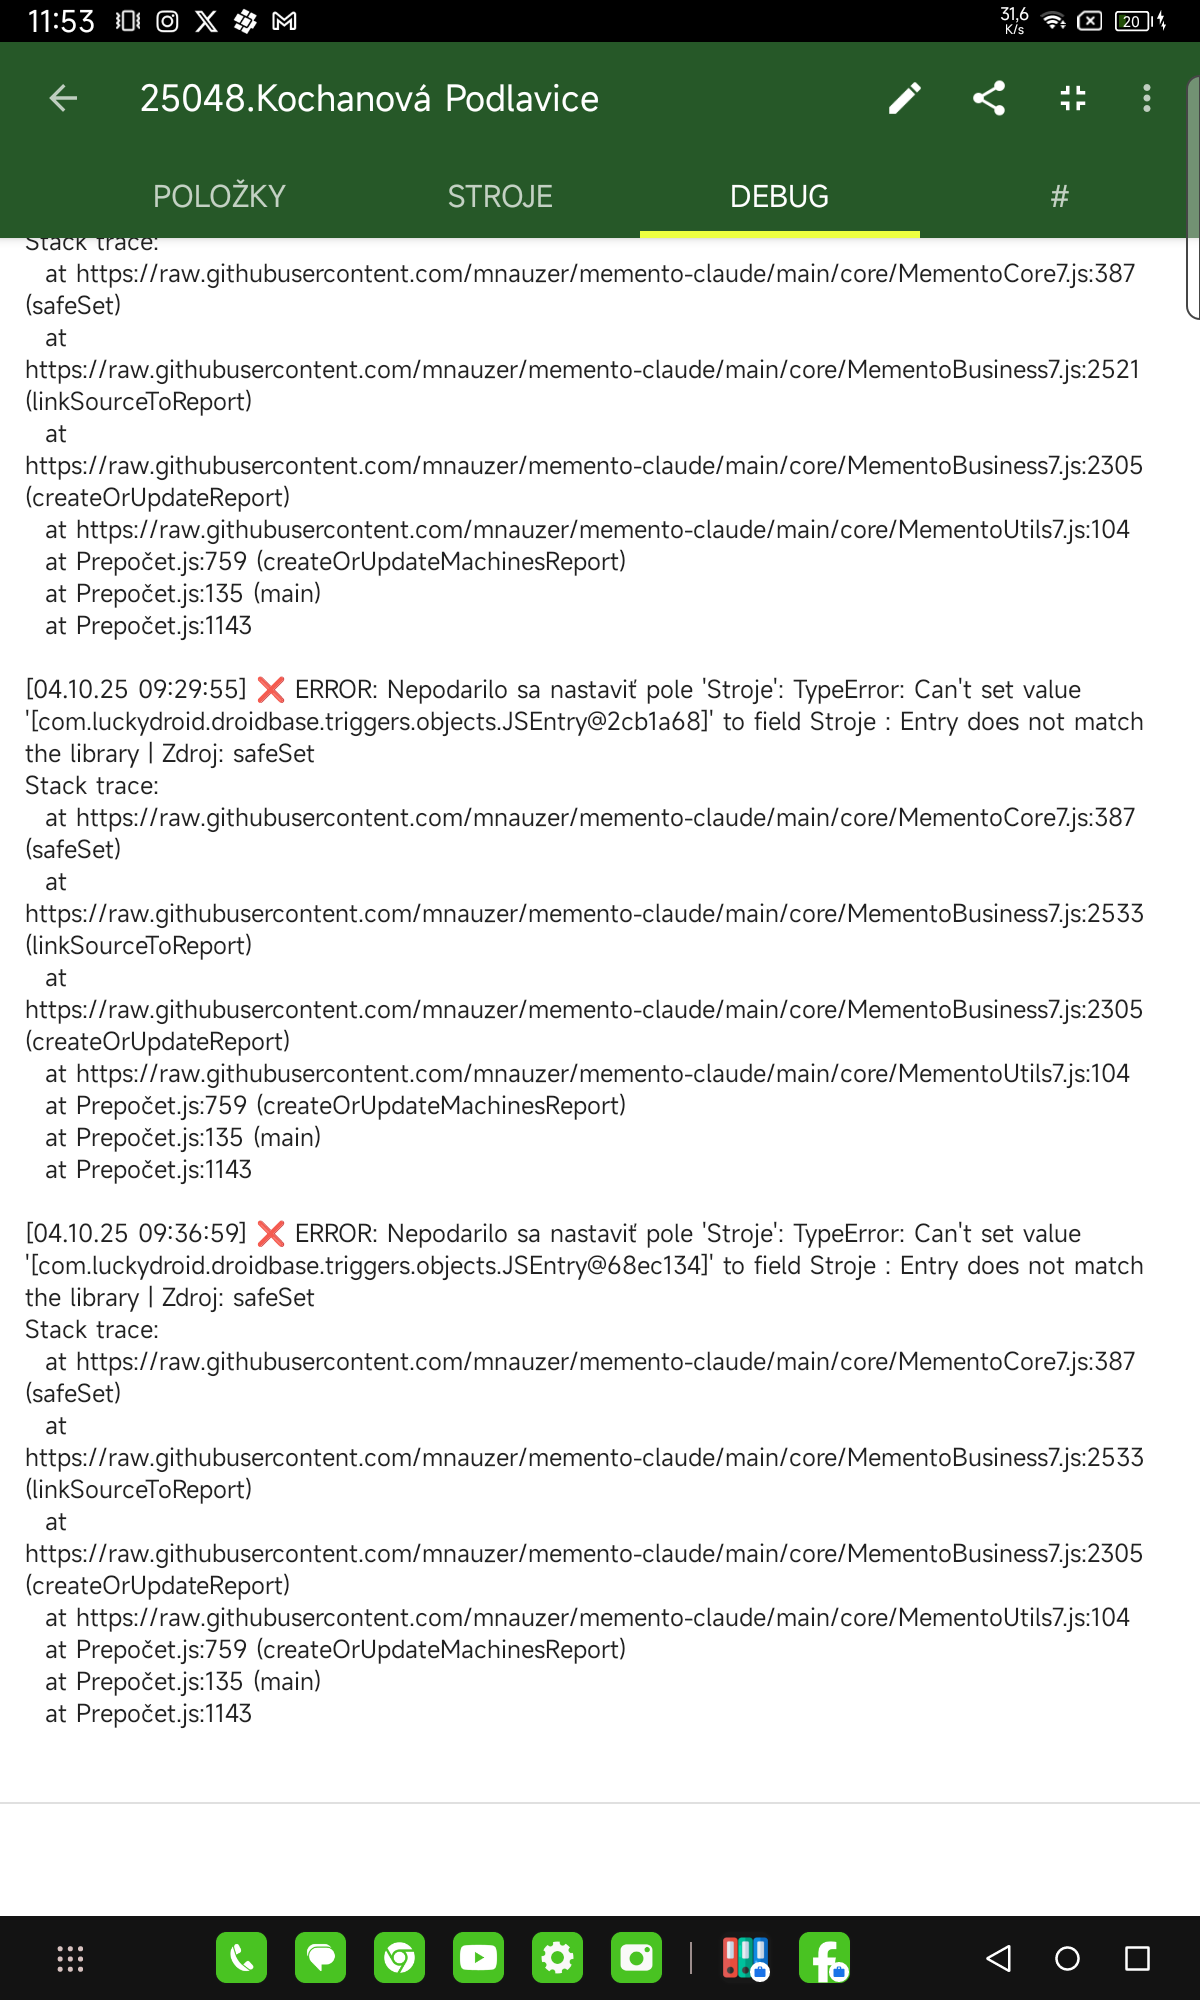 11:53
31,6
K/s
20
25048.Kochanová Podlavice
POLOŽKY STROJE DEBUG #
Stack trace:
at https://raw.githubusercontent.com/mnauzer/memento-claude/main/core/MementoCore7.js:387
(safeSet)
at
https://raw.githubusercontent.com/mnauzer/memento-claude/main/core/MementoBusiness7.js:2521
(linkSourceToReport)
at
https://raw.githubusercontent.com/mnauzer/memento-claude/main/core/MementoBusiness7.js:2305
(createOrUpdateReport)
at https://raw.githubusercontent.com/mnauzer/memento-claude/main/core/MementoUtils7.js:104
at Prepočet.js:759 (createOrUpdateMachinesReport)
at Prepočet.js:135 (main)
at Prepočet.js:1143
[04.10.25 09:29:55] ❌ ERROR: Nepodarilo sa nastaviť pole 'Stroje': TypeError: Can't set value
'[com.luckydroid.droidbase.triggers.objects.JSEntry@2cb1a68]' to field Stroje : Entry does not match
the library | Zdroj: safeSet
Stack trace:
at https://raw.githubusercontent.com/mnauzer/memento-claude/main/core/MementoCore7.js:387
(safeSet)
at
https://raw.githubusercontent.com/mnauzer/memento-claude/main/core/MementoBusiness7.js:2533
(linkSourceToReport)
at
https://raw.githubusercontent.com/mnauzer/memento-claude/main/core/MementoBusiness7.js:2305
(createOrUpdateReport)
at https://raw.githubusercontent.com/mnauzer/memento-claude/main/core/MementoUtils7.js:104
at Prepočet.js:759 (createOrUpdateMachinesReport)
at Prepočet.js:135 (main)
at Prepočet.js:1143
[04.10.25 09:36:59] ❌ ERROR: Nepodarilo sa nastaviť pole 'Stroje': TypeError: Can't set value
'[com.luckydroid.droidbase.triggers.objects.JSEntry@68ec134]' to field Stroje : Entry does not match
the library | Zdroj: safeSet
Stack trace:
at https://raw.githubusercontent.com/mnauzer/memento-claude/main/core/MementoCore7.js:387
(safeSet)
at
https://raw.githubusercontent.com/mnauzer/memento-claude/main/core/MementoBusiness7.js:2533
(linkSourceToReport)
at
https://raw.githubusercontent.com/mnauzer/memento-claude/main/core/MementoBusiness7.js:2305
(createOrUpdateReport)
at https://raw.githubusercontent.com/mnauzer/memento-claude/main/core/MementoUtils7.js:104
at Prepočet.js:759 (createOrUpdateMachinesReport)
at Prepočet.js:135 (main)
at Prepočet.js:1143